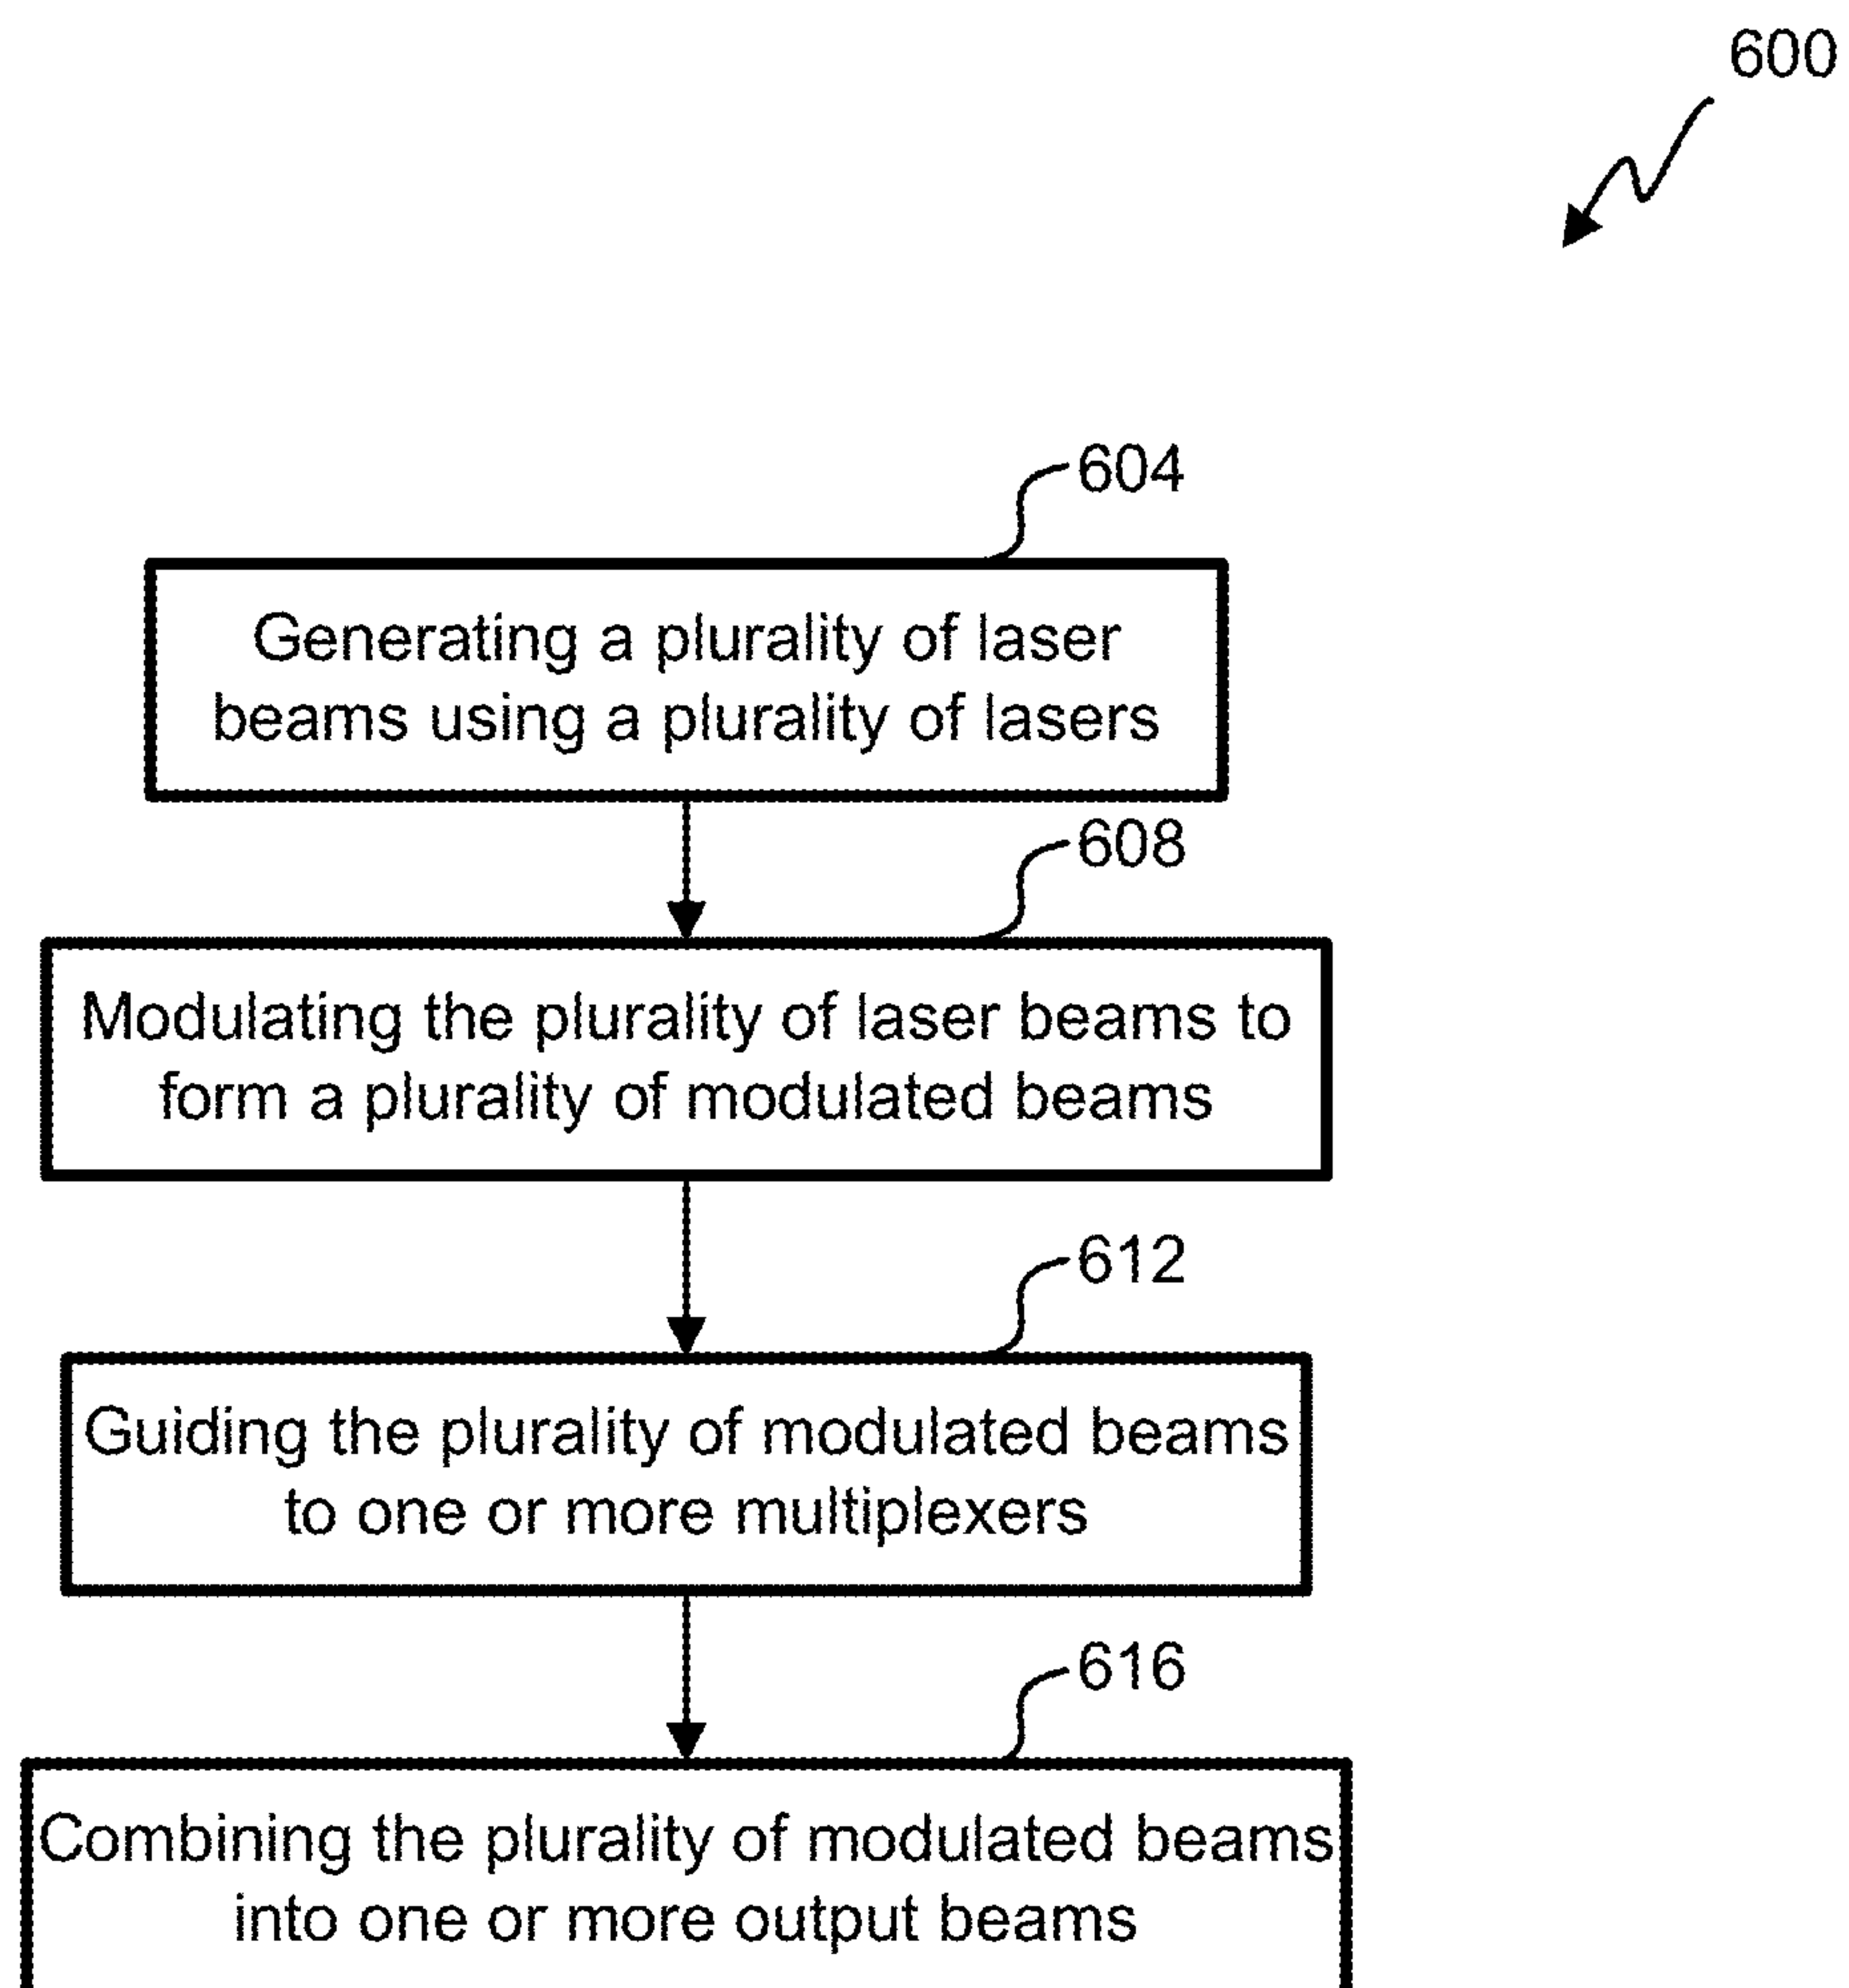 600
604
Generating a plurality of laser
beams using a plurality of lasers
608
Modulating the plurality of laser beams to
form a plurality of modulated beams
612
Guiding the plurality of modulated beams
to one or more multiplexers
616
Combining the plurality of modulated beams
into one or more output beams